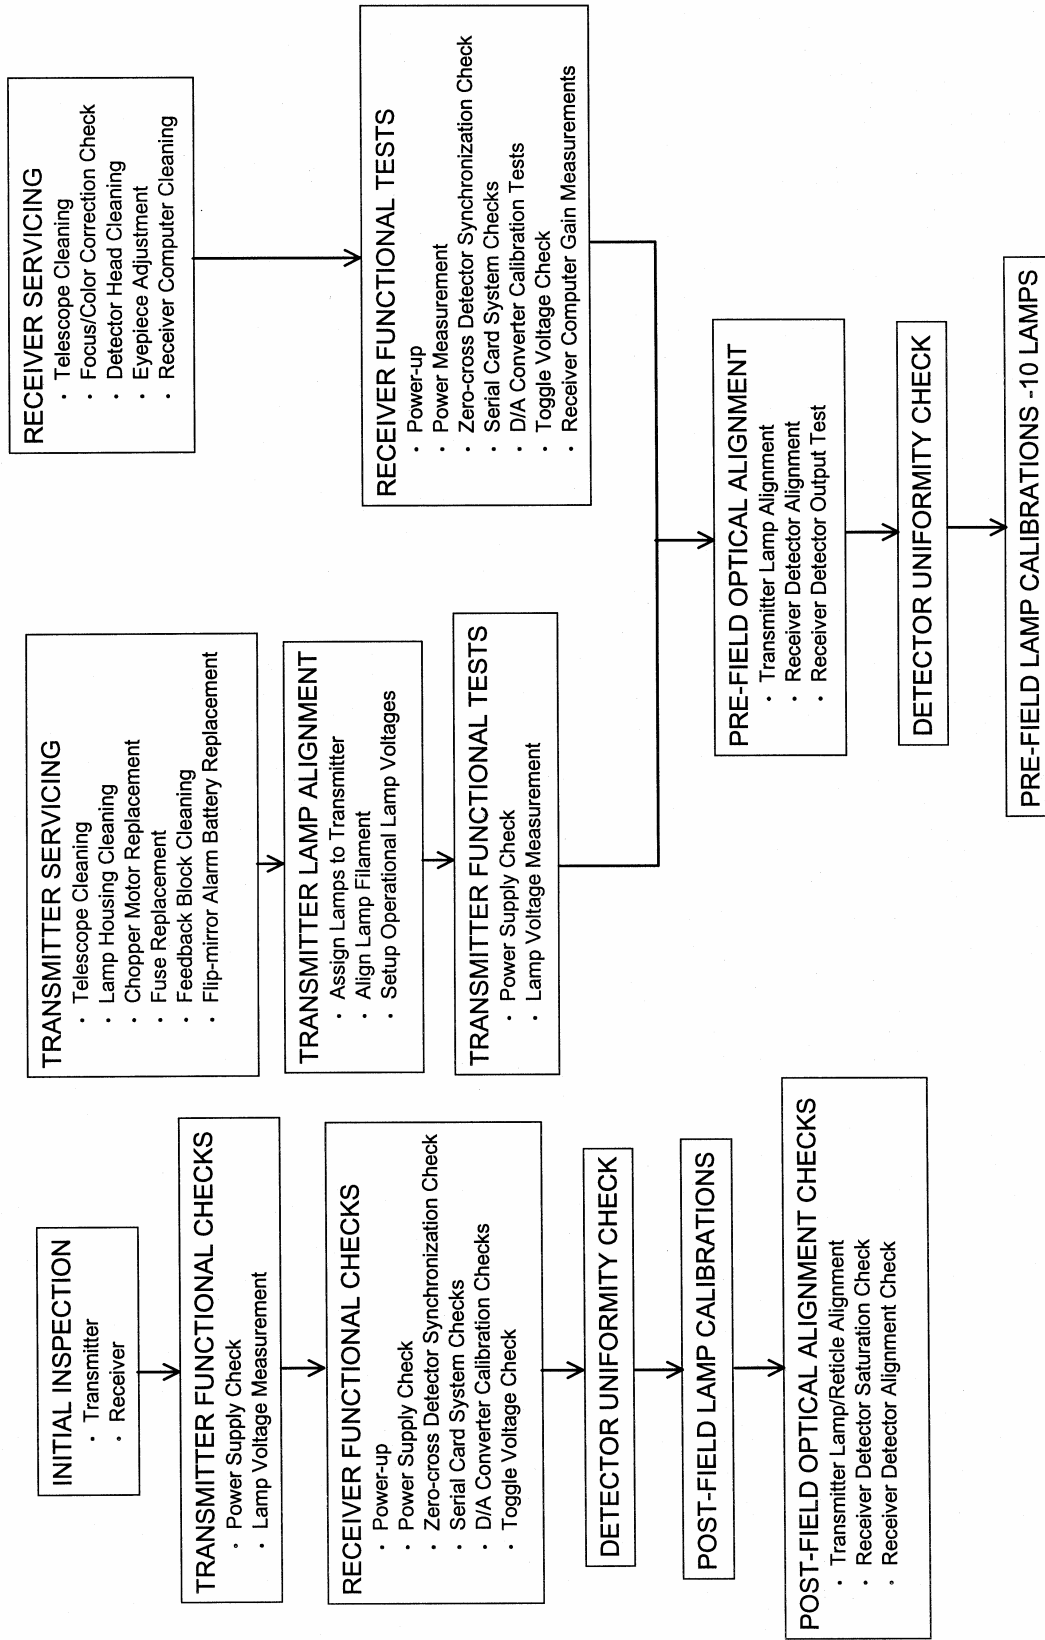 INITIAL INSPECTION
· Transmitter
· Receiver
TRANSMITTER FUNCTIONAL CHECKS
· Power Supply Check
· Lamp Voltage Measurement
RECEIVER FUNCTIONAL CHECKS
· Power-up
· Power Supply Check
· Zero-cross Detector Synchronization Check
· Serial Card System Checks
· D/A Converter Calibration Checks
· Toggle Voltage Check
DETECTOR UNIFORMITY CHECK
POST-FIELD LAMP CALIBRATIONS
POST-FIELD OPTICAL ALIGNMENT CHECKS
· Transmitter Lamp/Reticle Alignment
· Receiver Detector Saturation Check
· Receiver Detector Alignment Check
TRANSMITTER SERVICING
· Telescope Cleaning
· Lamp Housing Cleaning
· Chopper Motor Replacement
· Fuse Replacement
· Feedback Block Cleaning
· Flip-mirror Alarm Battery Replacement
TRANSMITTER LAMP ALIGNMENT
· Assign Lamps to Transmitter
· Align Lamp Filament
· Setup Operational Lamp Voltages
TRANSMITTER FUNCTIONAL TESTS
· Power Supply Check
· Lamp Voltage Measurement
RECEIVER SERVICING
· Telescope Cleaning
· Focus/Color Correction Check
· Detector Head Cleaning
· Eyepiece Adjustment
· Receiver Computer Cleaning
RECEIVER FUNCTIONAL TESTS
· Power-up
· Power Measurement
· Zero-cross Detector Synchronization Check
· Serial Card System Checks
· D/A Converter Calibration Tests
· Toggle Voltage Check
· Receiver Computer Gain Measurements
PRE-FIELD OPTICAL ALIGNMENT
· Transmitter Lamp Alignment
· Receiver Detector Alignment
· Receiver Detector Output Test
DETECTOR UNIFORMITY CHECK
PRE-FIELD LAMP CALIBRATIONS -10 LAMPS